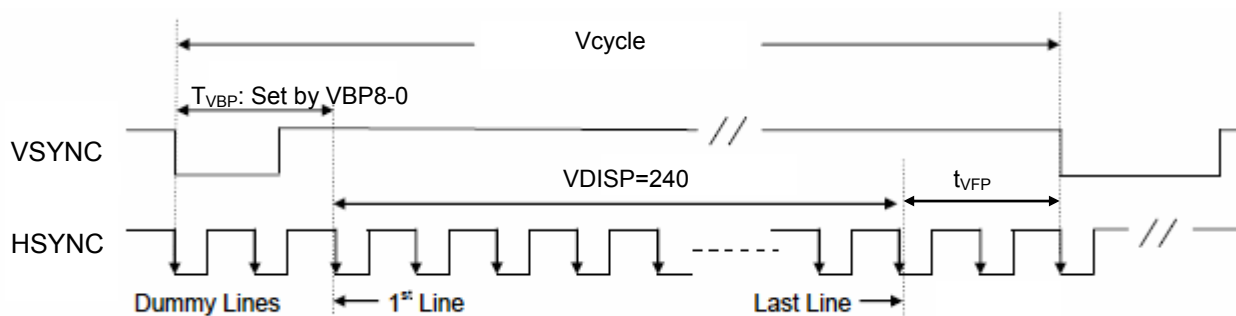 Vcycle
TVBP: Set by VBP8-0
VSYNC
VDISP=240
tVFP
HSYNC
Dummy Lines
1st Line
Last Line